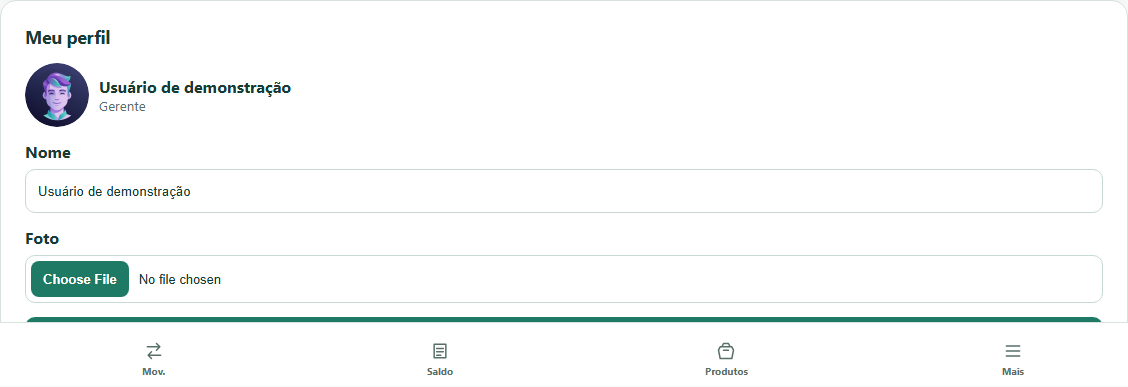 Meu perfil
Usuário de demonstração
Gerente
Nome
Usuário de demonstração
Foto
Choose File No file chosen
Mov. Saldo Produtos Mais